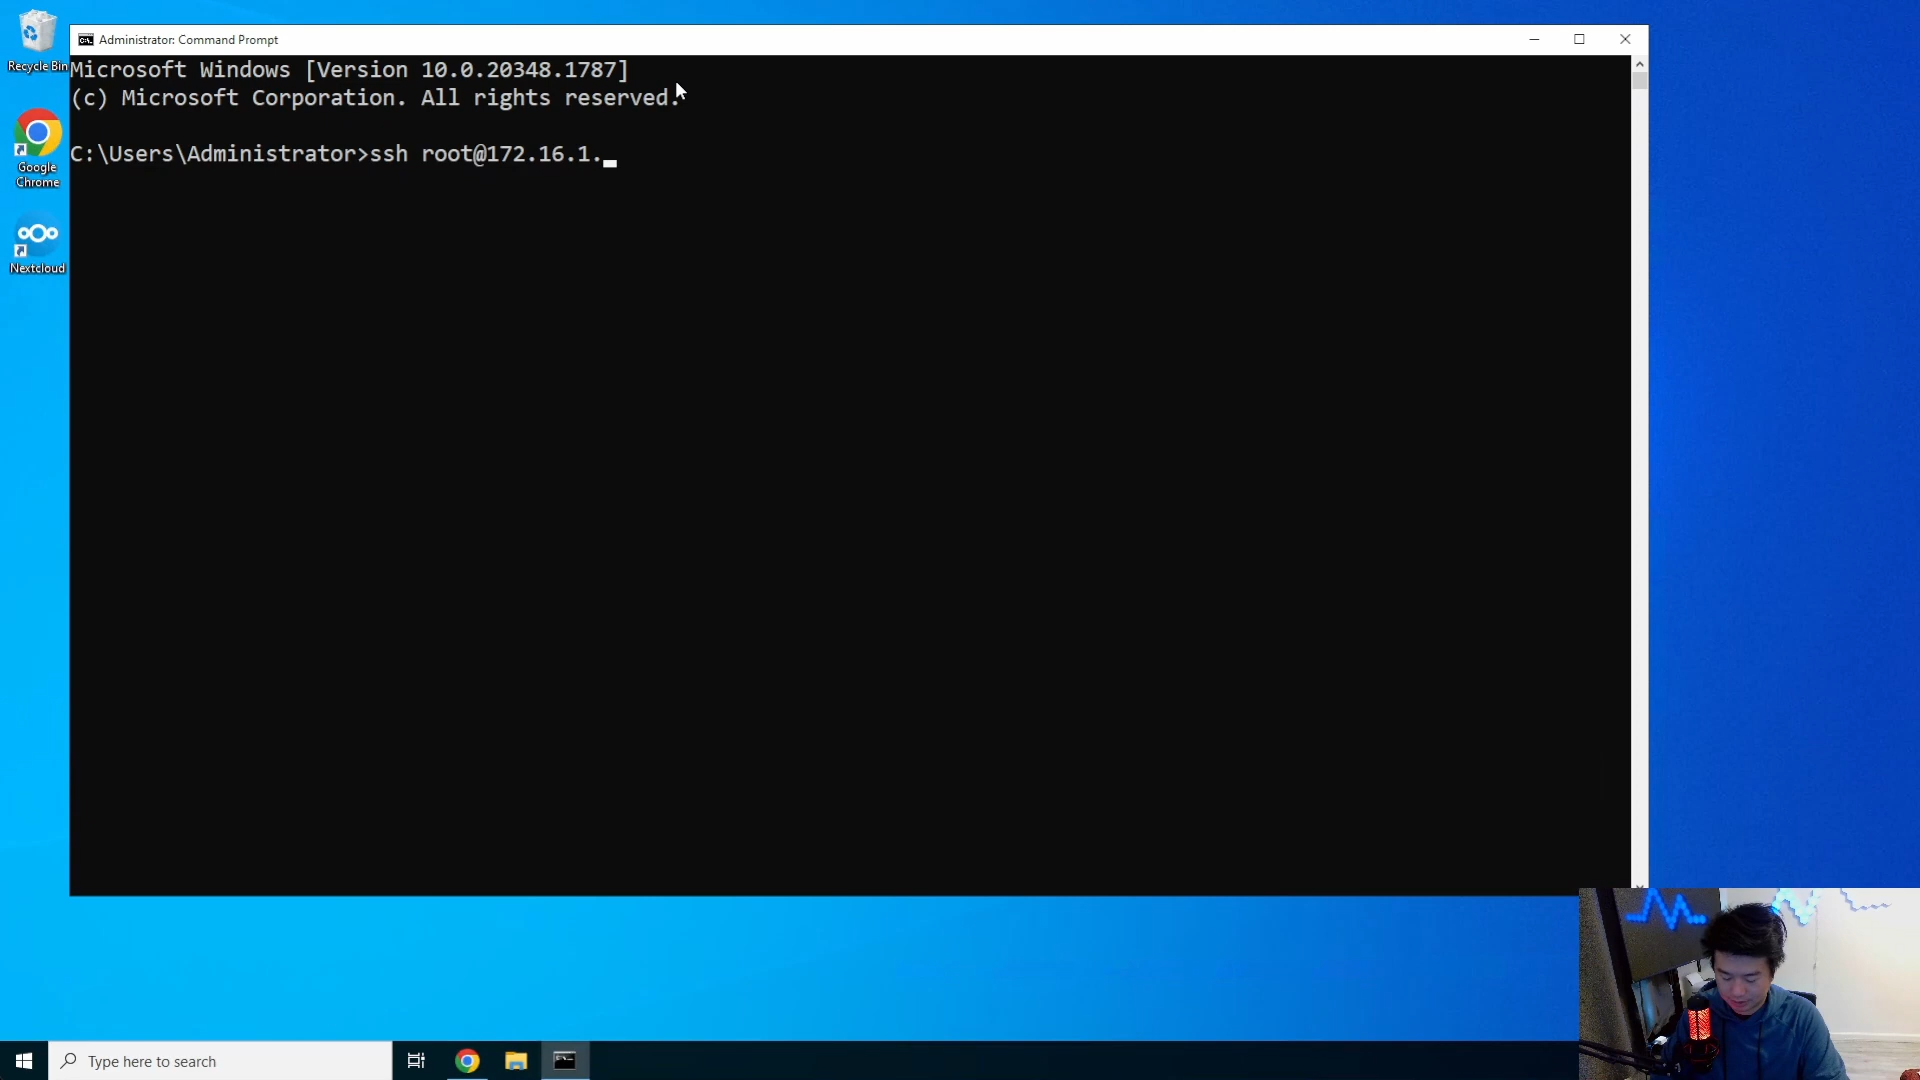 Administrator: Command Prompt
Recycle Bin
Microsoft Windows [Version 10.0.20348.1787]
(c) Microsoft Corporation. All rights reserved.
C:\Users\Administrator>ssh root@172.16.1.
Google
Chrome
Nextcloud
Type here to search